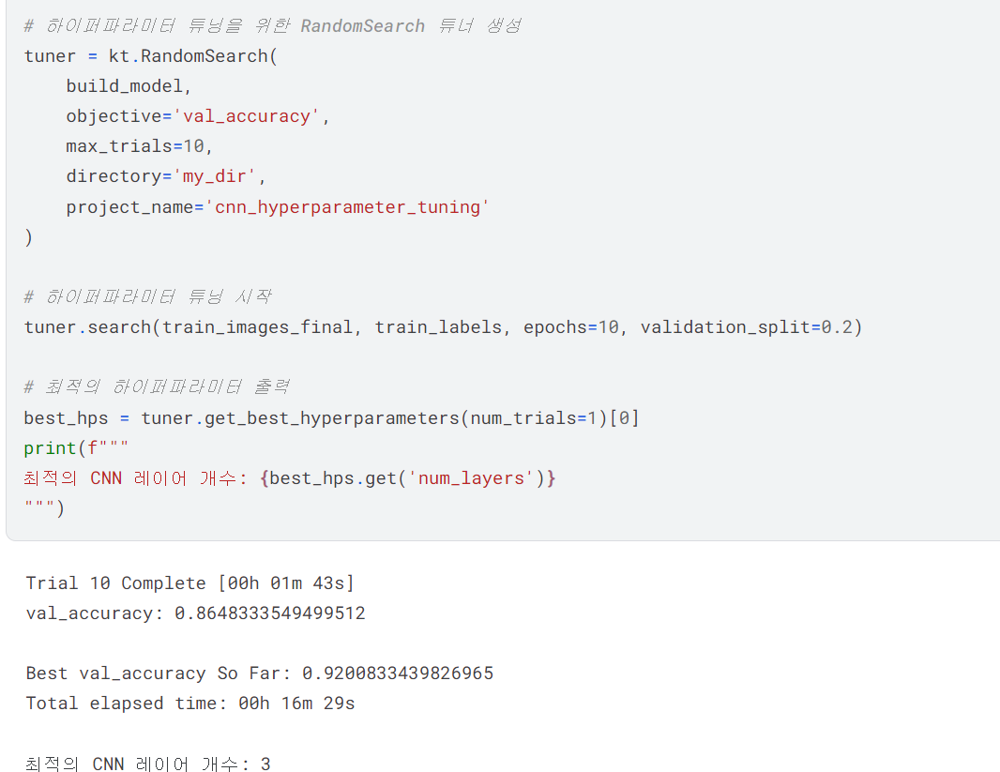 # 하이퍼파라미터 튜닝을 위한 RandomSearch 튜너 생성
tuner = kt.RandomSearch(
    build_model,
    objective='val_accuracy',
    max_trials=10,
    directory='my_dir',
    project_name='cnn_hyperparameter_tuning'
)

# 하이퍼파라미터 튜닝 시작
tuner.search(train_images_final, train_labels, epochs=10, validation_split=0.2)

# 최적의 하이퍼파라미터 출력
best_hps = tuner.get_best_hyperparameters(num_trials=1)[0]
print(f"""
최적의 CNN 레이어 개수: {best_hps.get('num_layers')}
""")

Trial 10 Complete [00h 01m 43s]
val_accuracy: 0.8648333549499512

Best val_accuracy So Far: 0.9200833439826965
Total elapsed time: 00h 16m 29s

최적의 CNN 레이어 개수: 3